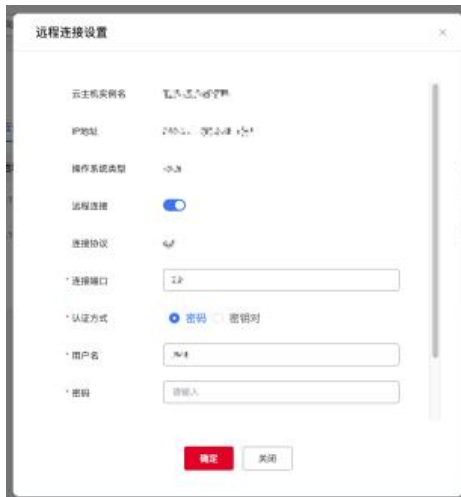 远程连接设置
云主机实例名
IP地址
操作系统类型
远程连接
连接协议
* 连接端口
* 认证方式 密码 密钥对
* 用户名
* 密码 请输入
确定 关闭